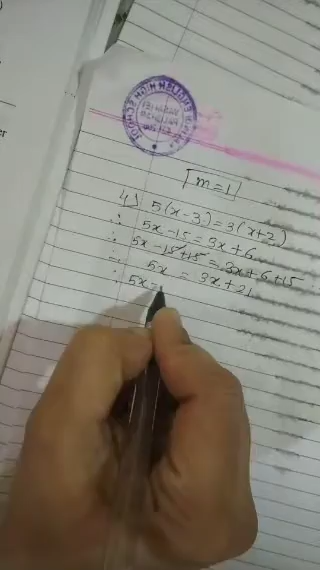 m=1
4) 5(x-3)=3(x+2)
∴ 5x-15=3x+6
∴ 5x-15+15=3x+6+15
∴ 5x = 3x+21
∴ 5x-